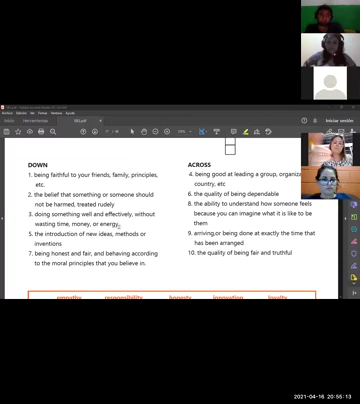 Inicio Herramientas
Iniciar sesión
DOWN
1. being faithful to your friends, family, principles,
etc.
2. the belief that something or someone should
not be harmed, treated rudely
3. doing something well and effectively, without
wasting time, money, or energy.
5. the introduction of new ideas, methods or
inventions
7. being honest and fair, and behaving according
to the moral principles that you believe in.
ACROSS
4. being good at leading a group, organiza
country, etc
6. the quality of being dependable
8. the ability to understand how someone feels
because you can imagine what it is like to be
them
9. arriving,or being done at exactly the time that
has been arranged
10. the quality of being fair and truthful
empathy responsibility honesty innovation loyalty
2021-04-16 20:55:13